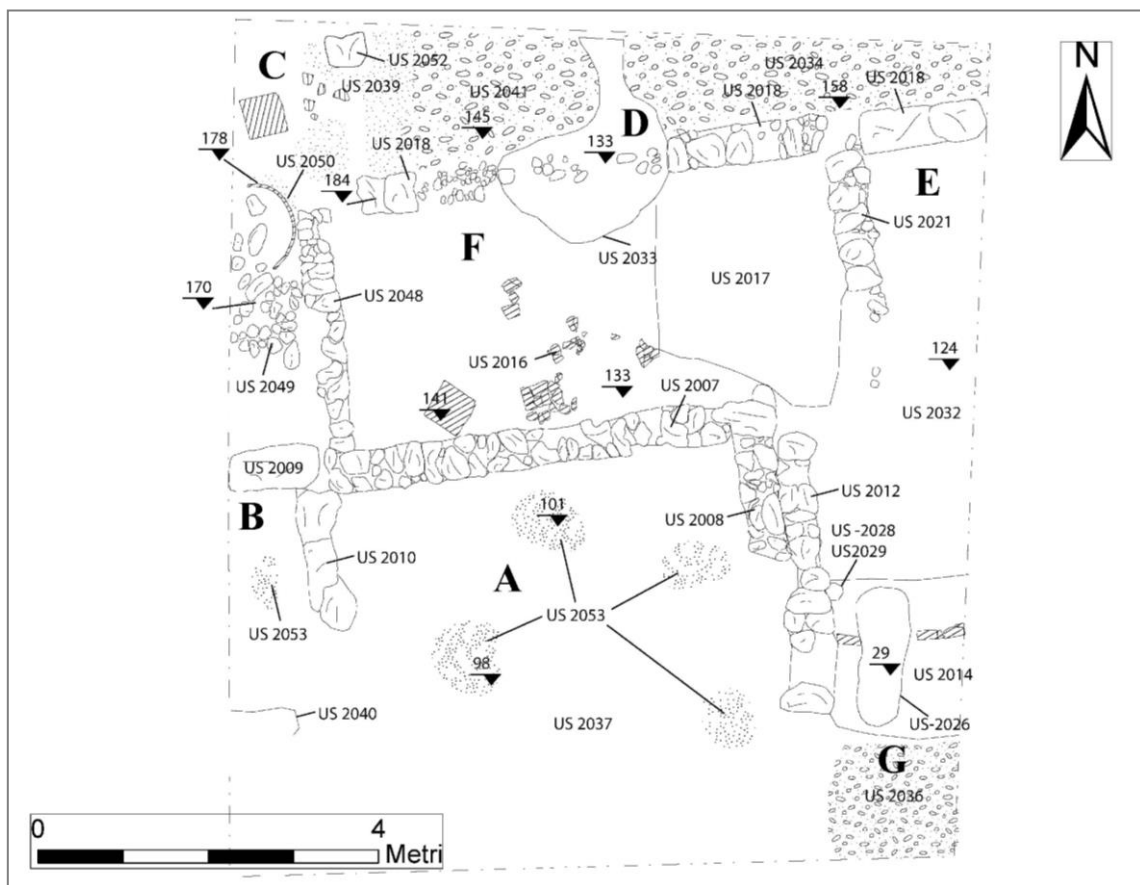 C
US 2052
US 2039
US 2041
145
US 2034
158
US 2018
US 2018
N
D
133
178
US 2050
US 2018
184
E
US 2021
F
US 2033
US 2017
170
US 2048
US 2049
US 2016
133
US 2007
141
124
US 2032
US 2009
B
101
US 2008
US 2012
US -2028
US2029
US 2010
A
US 2053
US 2053
98
29
US 2014
US 2040
US 2037
US-2026
G
US 2036
0
4
Metri